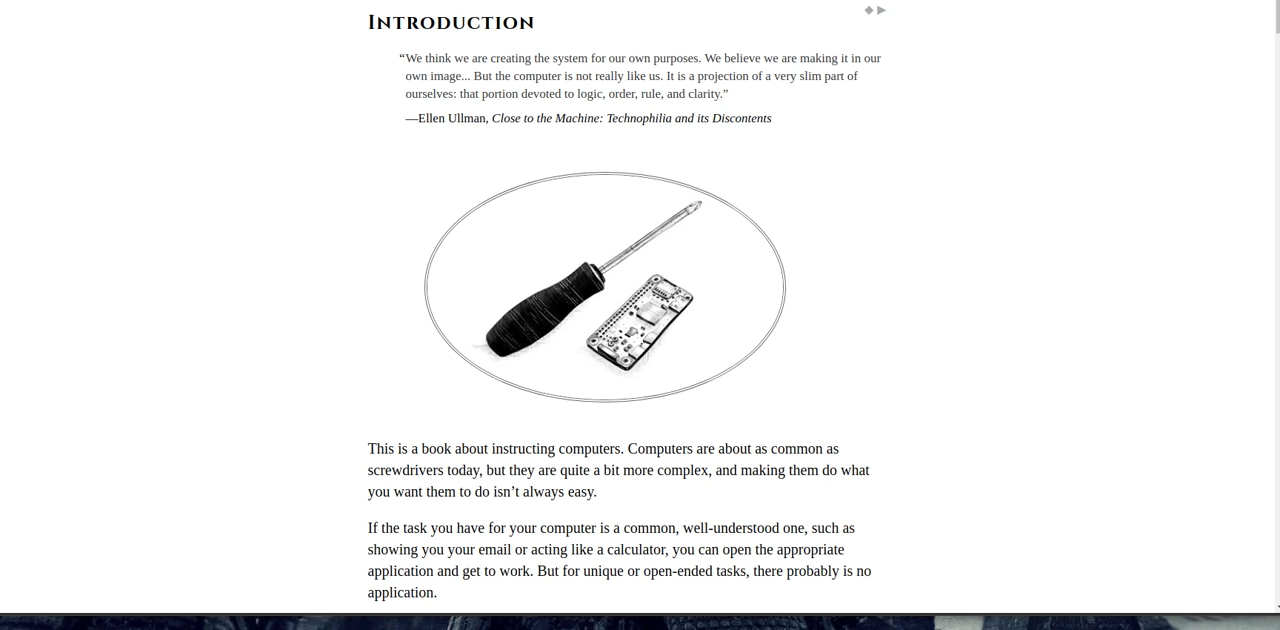 Introduction
“We think we are creating the system for our own purposes. We believe we are making it in our
own image... But the computer is not really like us. It is a projection of a very slim part of
ourselves: that portion devoted to logic, order, rule, and clarity.”
—Ellen Ullman, Close to the Machine: Technophilia and its Discontents
This is a book about instructing computers. Computers are about as common as
screwdrivers today, but they are quite a bit more complex, and making them do what
you want them to do isn’t always easy.
If the task you have for your computer is a common, well-understood one, such as
showing you your email or acting like a calculator, you can open the appropriate
application and get to work. But for unique or open-ended tasks, there probably is no
application.